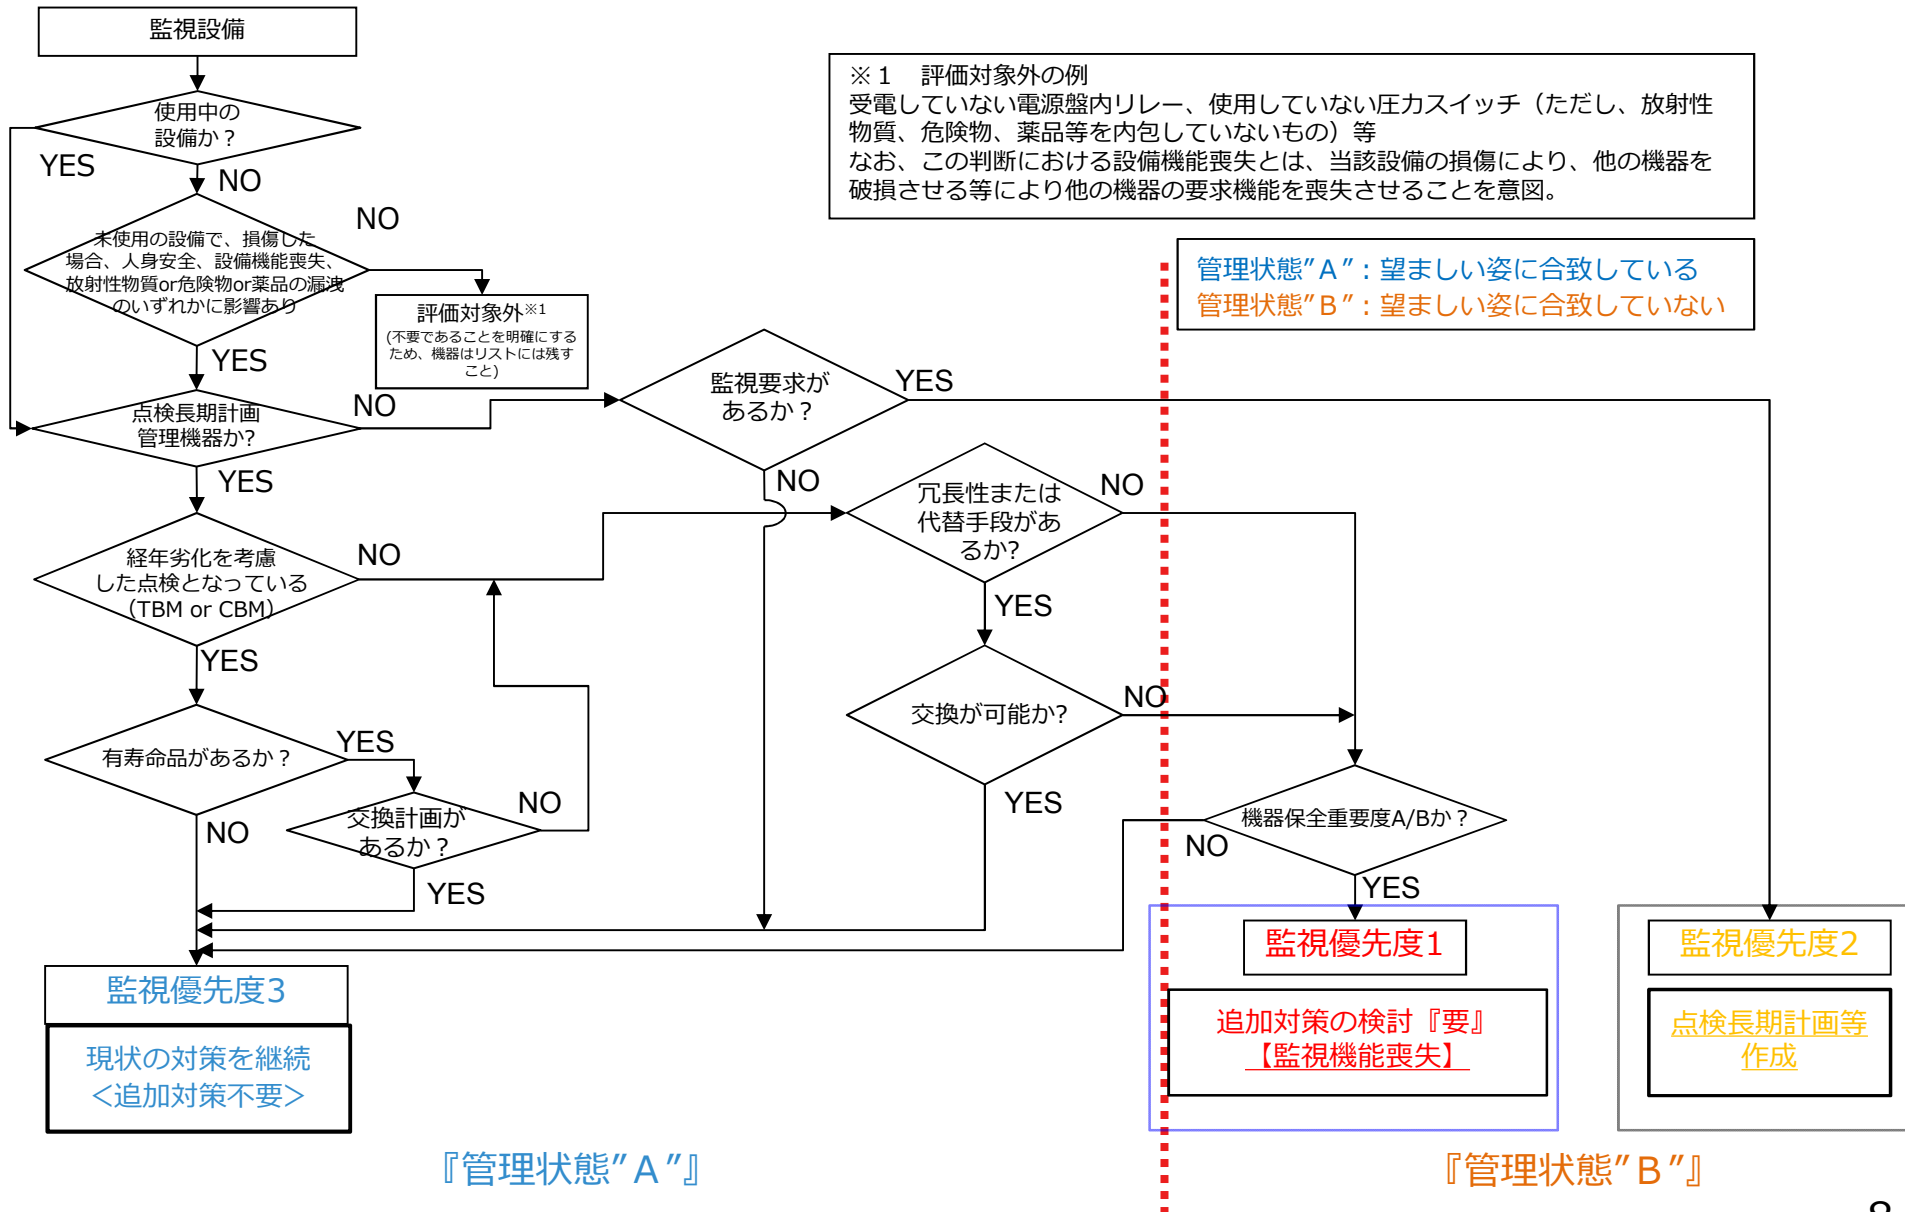 監視設備
使用中の
設備か？
YES
NO
未使用の設備で、損傷した
場合、人身安全、設備機能喪失、
放射性物質or危険物or薬品の漏洩
のいずれかに影響あり
NO
YES
評価対象外※1
(不要であることを明確にする
ため、機器はリストには残す
こと)
※１　評価対象外の例
受電していない電源盤内リレー、使用していない圧力スイッチ（ただし、放射性
物質、危険物、薬品等を内包していないもの）等
なお、この判断における設備機能喪失とは、当該設備の損傷により、他の機器を
破損させる等により他の機器の要求機能を喪失させることを意図。
管理状態”Ａ”：望ましい姿に合致している
管理状態”Ｂ”：望ましい姿に合致していない
点検長期計画
管理機器か?
NO
YES
監視要求が
あるか？
YES
NO
経年劣化を考慮
した点検となっている
（TBM or CBM）
NO
YES
冗長性または
代替手段があ
るか?
NO
YES
交換が可能か?
NO
YES
有寿命品があるか？
YES
NO
交換計画が
あるか？
NO
YES
機器保全重要度A/Bか？
NO
YES
監視優先度3
現状の対策を継続
＜追加対策不要＞
監視優先度1
追加対策の検討『要』
【監視機能喪失】
監視優先度2
点検長期計画等
作成
『管理状態”Ａ”』
『管理状態”Ｂ”』